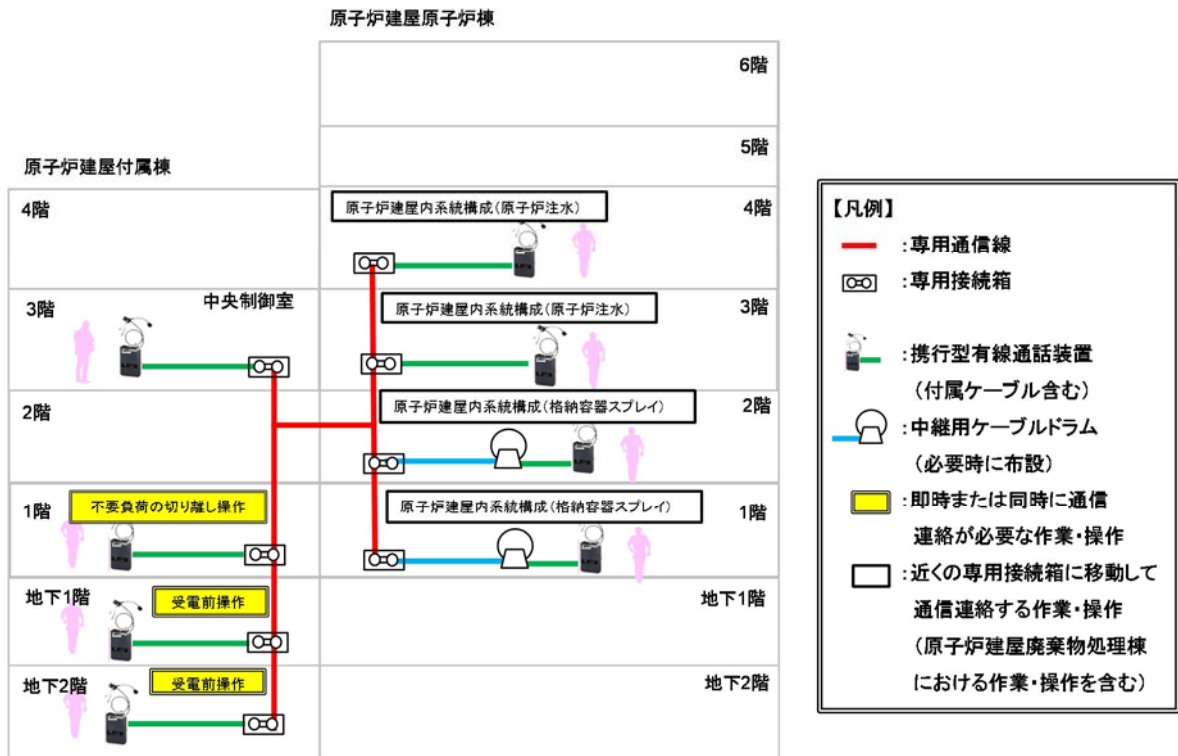 原子炉建屋原子炉棟
6階
5階
原子炉建屋付属棟
4階
原子炉建屋内系統構成(原子炉注水)
4階
3階
中央制御室
原子炉建屋内系統構成(原子炉注水)
3階
2階
原子炉建屋内系統構成(格納容器スプレイ)
2階
1階
不要負荷の切り離し操作
原子炉建屋内系統構成(格納容器スプレイ)
1階
地下1階
受電前操作
地下1階
地下2階
受電前操作
地下2階
【凡例】
:専用通信線
:専用接続箱
:携行型有線通話装置
(付属ケーブル含む)
:中継用ケーブルドラム
(必要時に布設)
:即時または同時に通信
連絡が必要な作業・操作
:近くの専用接続箱に移動して
通信連絡する作業・操作
(原子炉建屋廃棄物処理棟
における作業・操作を含む)